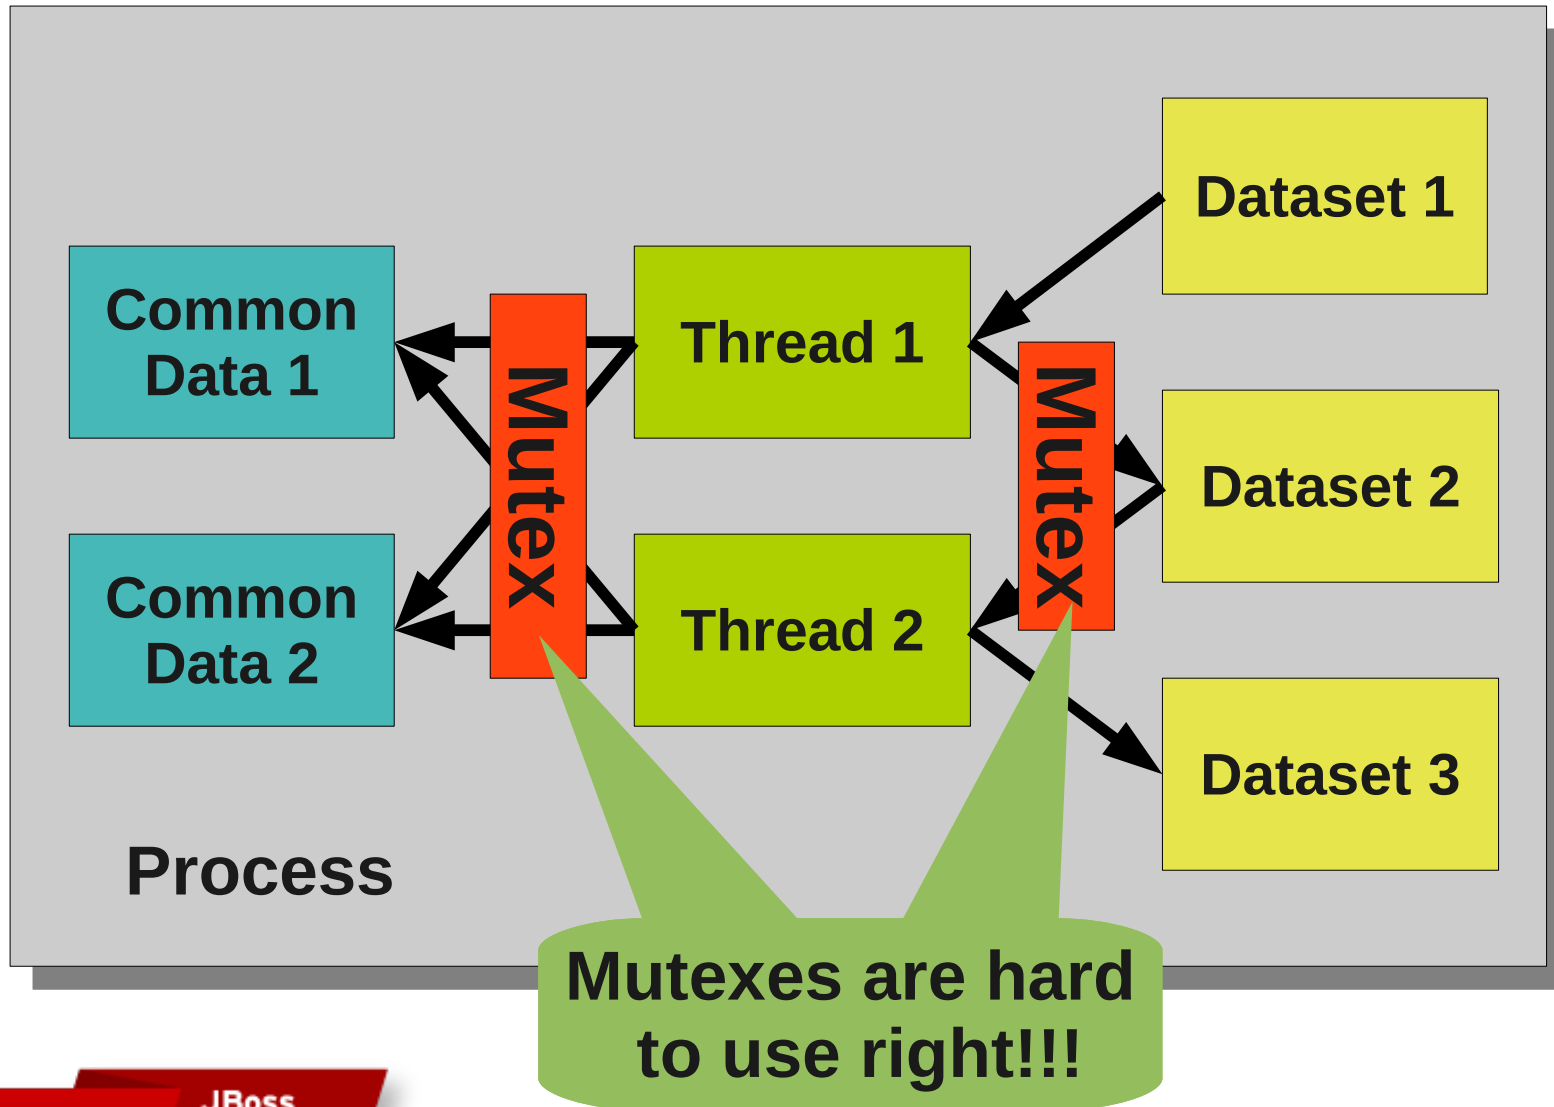 Dataset 1
Common
Data 1
Mutex
Thread 1
Mutex
Dataset 2
Common
Data 2
Thread 2
Dataset 3
Process
Mutexes are hard
to use right!!!
JBoss